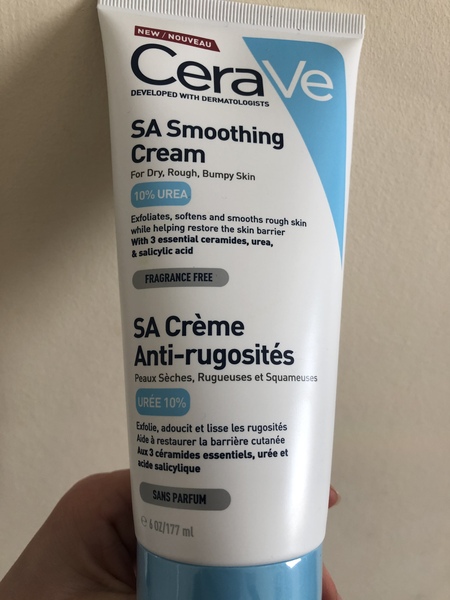 NEW / NOUVEAU
CeraVe
DEVELOPED WITH DERMATOLOGISTS
SA Smoothing
Cream
For Dry, Rough, Bumpy Skin
10% UREA
Exfoliates, softens and smooths rough skin
while helping restore the skin barrier
With 3 essential ceramides, urea,
& salicylic acid
FRAGRANCE FREE
SA Crème
Anti-rugosités
Peaux Sèches, Rugueuses et Squameuses
URÉE 10%
Exfolie, adoucit et lisse les rugosités
Aide à restaurer la barrière cutanée
Aux 3 céramides essentiels, urée et
acide salicylique
SANS PARFUM
℮ 6 OZ/177 ml